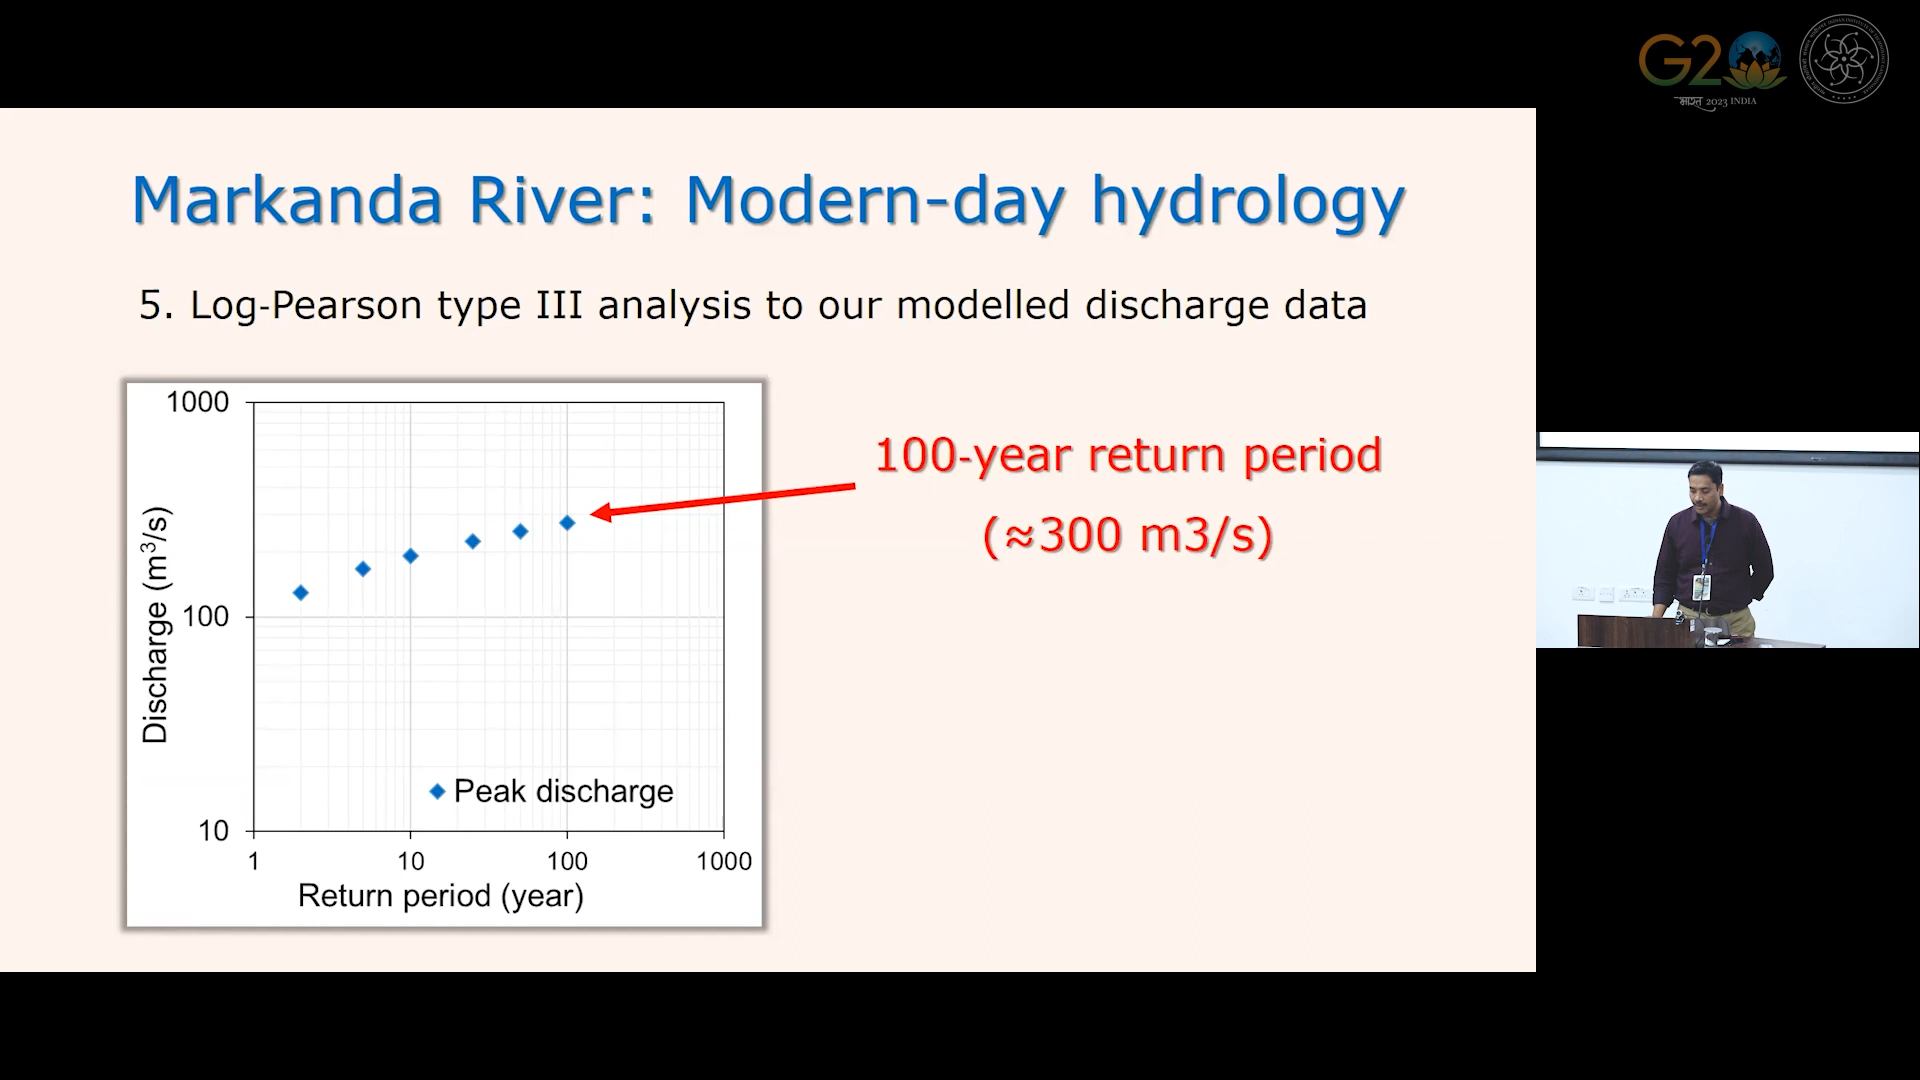 G20
भारत 2023 INDIA
Markanda River: Modern-day hydrology
5. Log-Pearson type III analysis to our modelled discharge data
1000
100
10
Discharge (m³/s)
Peak discharge
1 10 100 1000
Return period (year)
100-year return period
(≈300 m3/s)